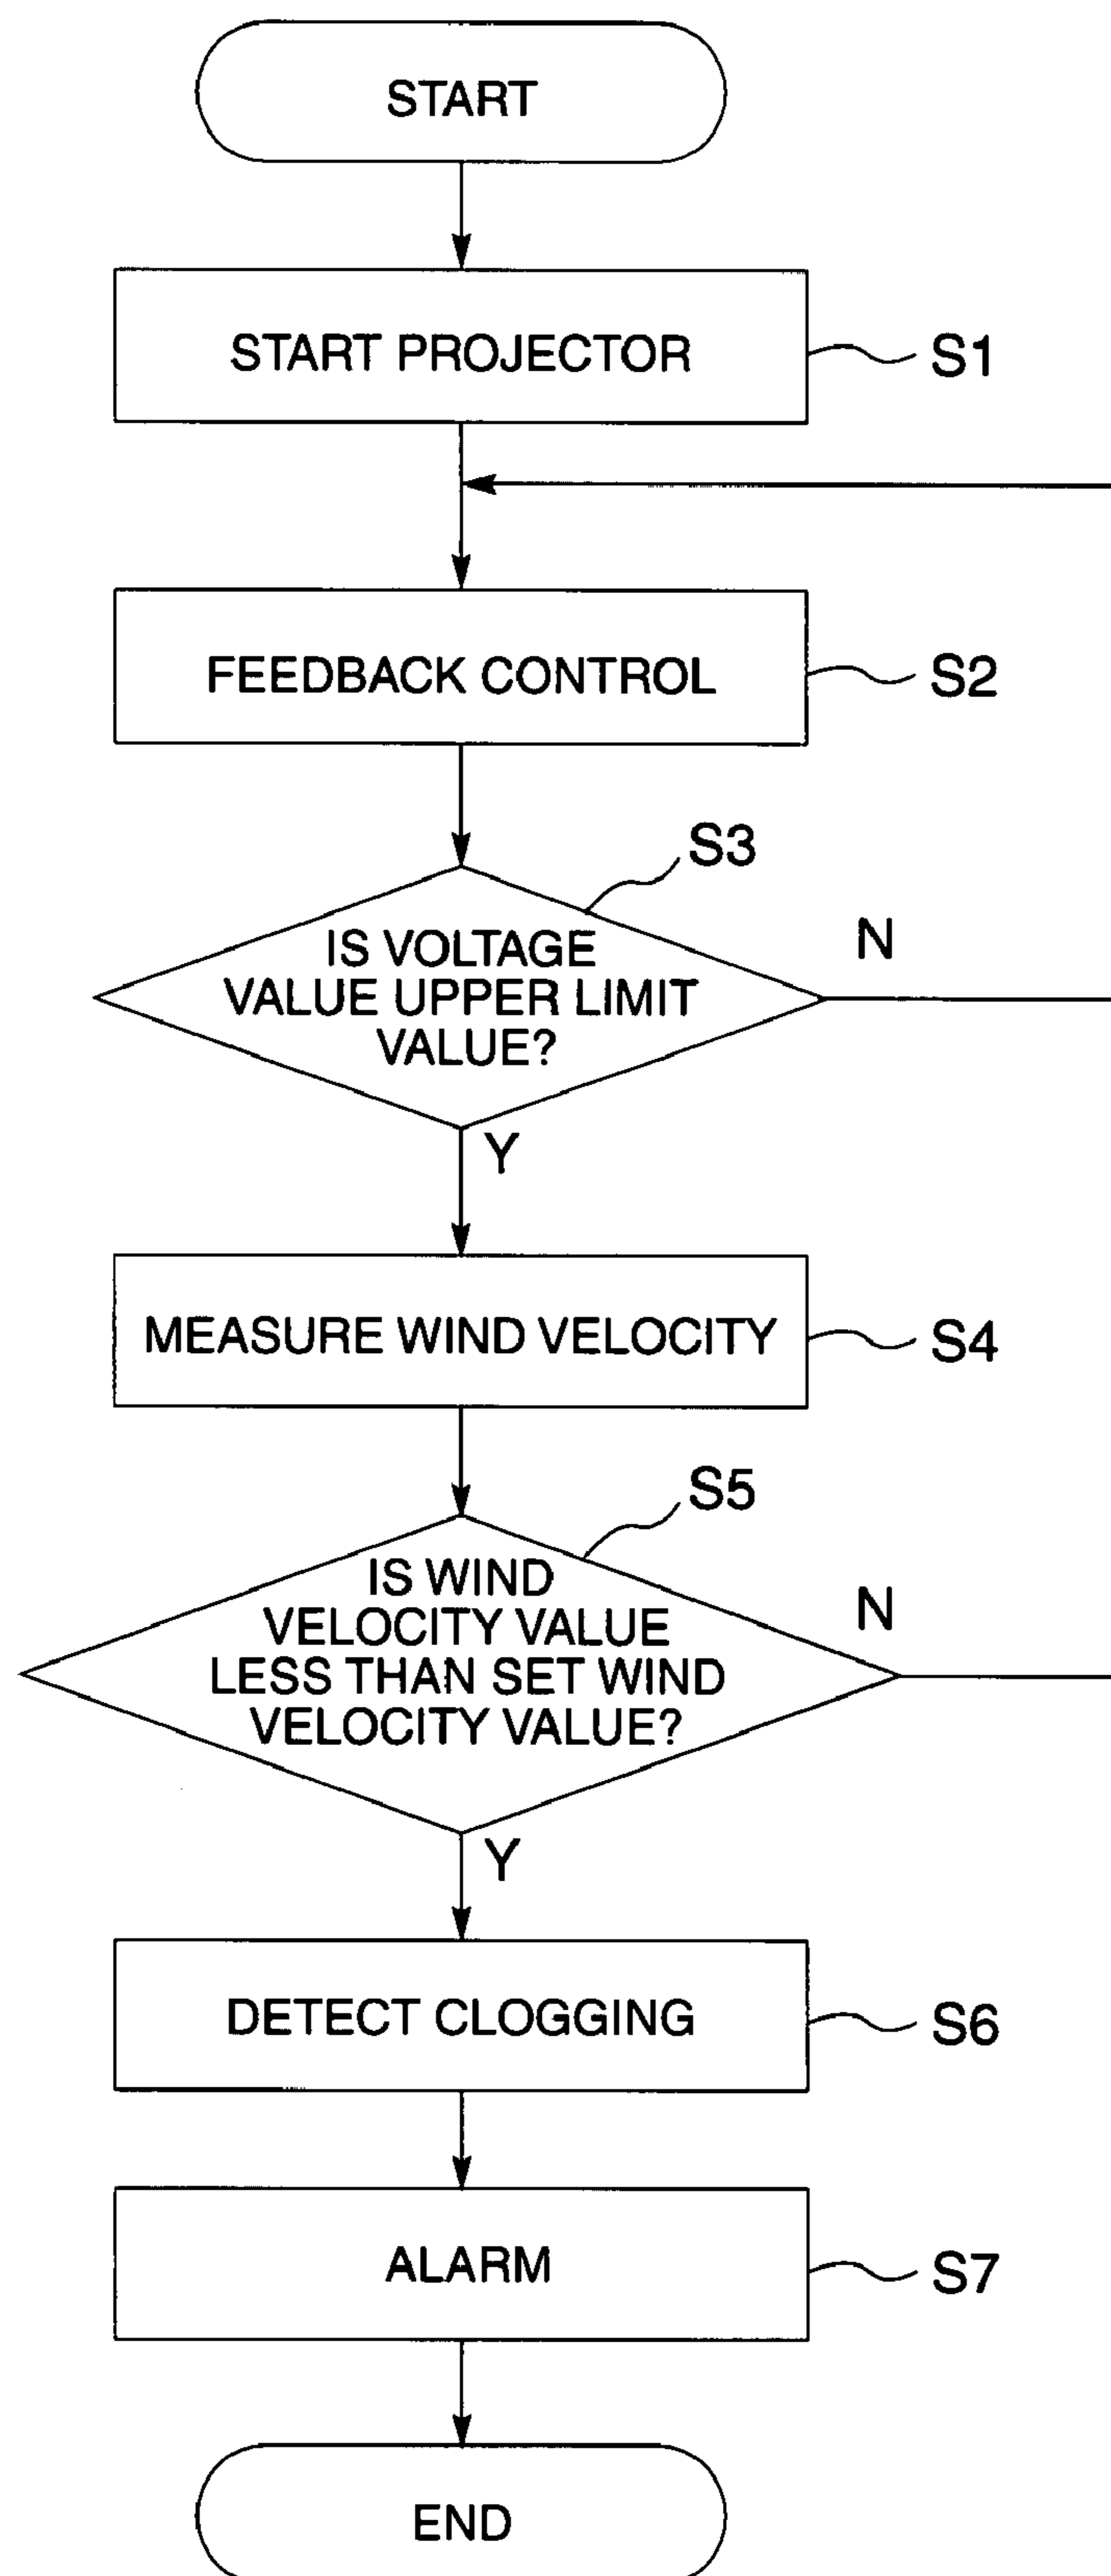 START
START PROJECTOR
S1
FEEDBACK CONTROL
S2
S3
IS VOLTAGE
VALUE UPPER LIMIT
VALUE?
N
Y
MEASURE WIND VELOCITY
S4
S5
IS WIND
VELOCITY VALUE
LESS THAN SET WIND
VELOCITY VALUE?
N
Y
DETECT CLOGGING
S6
ALARM
S7
END